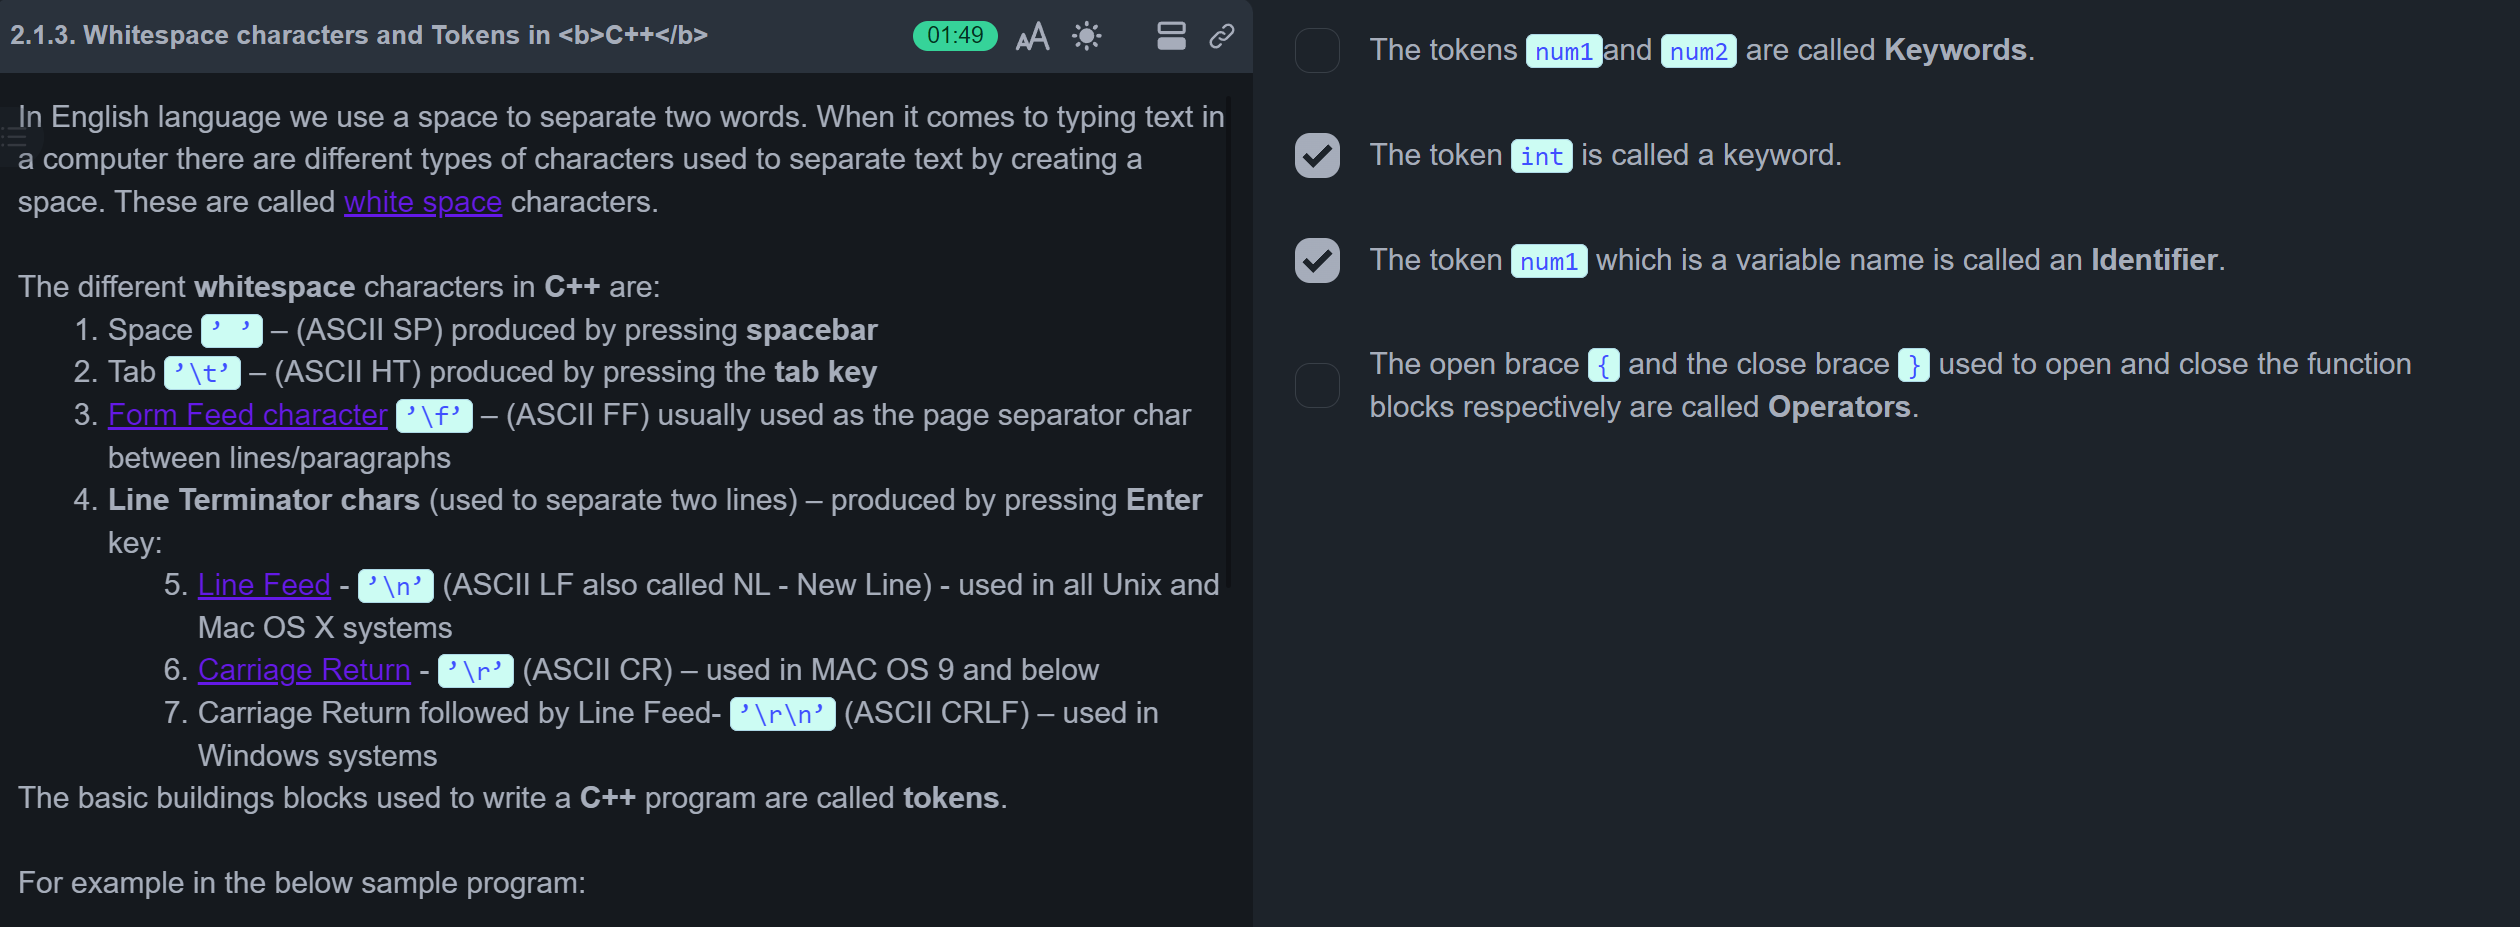 2.1.3. Whitespace characters and Tokens in <b>C++</b>
01:49
In English language we use a space to separate two words. When it comes to typing text in
a computer there are different types of characters used to separate text by creating a
space. These are called white space characters.
The different whitespace characters in C++ are:
1. Space ’ ’ – (ASCII SP) produced by pressing spacebar
2. Tab ’\t’ – (ASCII HT) produced by pressing the tab key
3. Form Feed character ’\f’ – (ASCII FF) usually used as the page separator char
between lines/paragraphs
4. Line Terminator chars (used to separate two lines) – produced by pressing Enter
key:
5. Line Feed - ’\n’ (ASCII LF also called NL - New Line) - used in all Unix and
Mac OS X systems
6. Carriage Return - ’\r’ (ASCII CR) – used in MAC OS 9 and below
7. Carriage Return followed by Line Feed- ’\r\n’ (ASCII CRLF) – used in
Windows systems
The basic buildings blocks used to write a C++ program are called tokens.
For example in the below sample program:
The tokens num1 and num2 are called Keywords.
The token int is called a keyword.
The token num1 which is a variable name is called an Identifier.
The open brace { and the close brace } used to open and close the function
blocks respectively are called Operators.